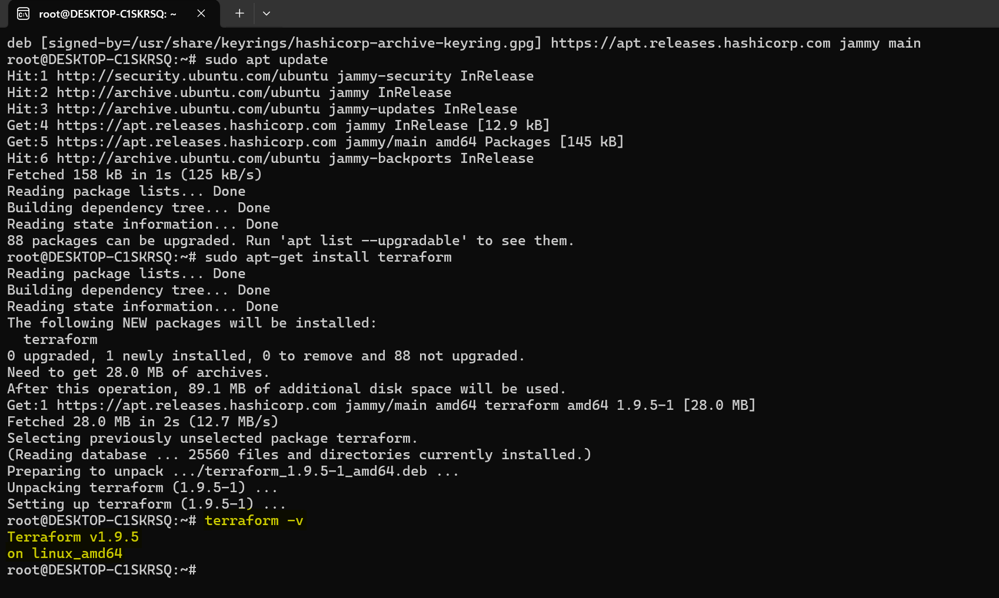 root@DESKTOP-C1SKRSQ: ~
deb [signed-by=/usr/share/keyrings/hashicorp-archive-keyring.gpg] https://apt.releases.hashicorp.com jammy main
root@DESKTOP-C1SKRSQ:~# sudo apt update
Hit:1 http://security.ubuntu.com/ubuntu jammy-security InRelease
Hit:2 http://archive.ubuntu.com/ubuntu jammy InRelease
Hit:3 http://archive.ubuntu.com/ubuntu jammy-updates InRelease
Get:4 https://apt.releases.hashicorp.com jammy InRelease [12.9 kB]
Get:5 https://apt.releases.hashicorp.com jammy/main amd64 Packages [145 kB]
Hit:6 http://archive.ubuntu.com/ubuntu jammy-backports InRelease
Fetched 158 kB in 1s (125 kB/s)
Reading package lists... Done
Building dependency tree... Done
Reading state information... Done
88 packages can be upgraded. Run 'apt list --upgradable' to see them.
root@DESKTOP-C1SKRSQ:~# sudo apt-get install terraform
Reading package lists... Done
Building dependency tree... Done
Reading state information... Done
The following NEW packages will be installed:
  terraform
0 upgraded, 1 newly installed, 0 to remove and 88 not upgraded.
Need to get 28.0 MB of archives.
After this operation, 89.1 MB of additional disk space will be used.
Get:1 https://apt.releases.hashicorp.com jammy/main amd64 terraform amd64 1.9.5-1 [28.0 MB]
Fetched 28.0 MB in 2s (12.7 MB/s)
Selecting previously unselected package terraform.
(Reading database ... 25560 files and directories currently installed.)
Preparing to unpack .../terraform_1.9.5-1_amd64.deb ...
Unpacking terraform (1.9.5-1) ...
Setting up terraform (1.9.5-1) ...
root@DESKTOP-C1SKRSQ:~# terraform -v
Terraform v1.9.5
on linux_amd64
root@DESKTOP-C1SKRSQ:~#